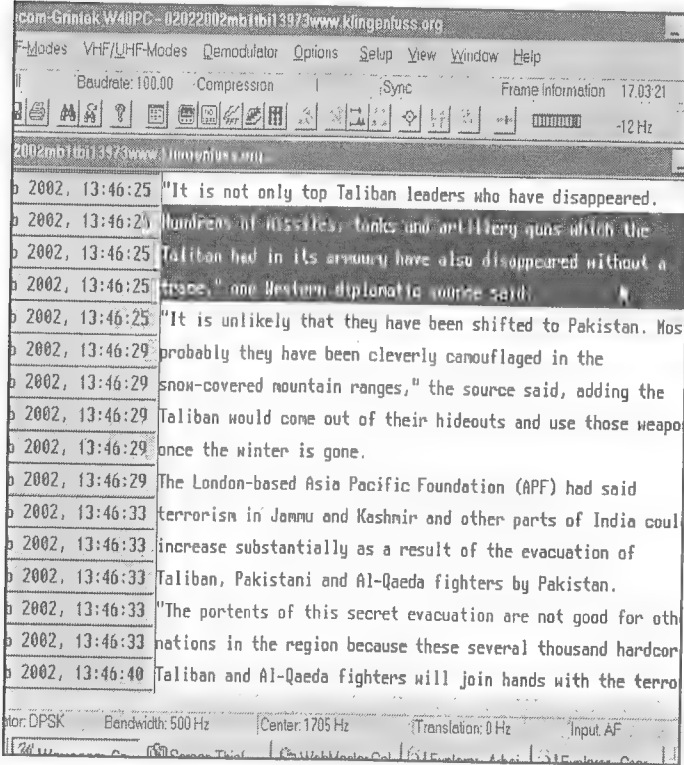 com-Grintek W40PC - 02022002mb1tbi13973www.klingenfuss.org
F-Modes VHF/UHF-Modes Demodulator Options Setup View Window Help
Baudrate: 100.00 Compression Sync Frame Information 17.03:21
-12 Hz
2002mb1tbi13973www.klingenfuss.org
b 2002, 13:46:25 "It is not only top Taliban leaders who have disappeared.
b 2002, 13:46:25 Hundreds of missiles, tanks and artillery guns which the
b 2002, 13:46:25 Taliban had in its armoury have also disappeared without a
b 2002, 13:46:25 trace," one Western diplomatic source said.
b 2002, 13:46:25 "It is unlikely that they have been shifted to Pakistan. Mos
b 2002, 13:46:29 probably they have been cleverly camouflaged in the
b 2002, 13:46:29 snow-covered mountain ranges," the source said, adding the
b 2002, 13:46:29 Taliban would come out of their hideouts and use those weapo
b 2002, 13:46:29 once the winter is gone.
b 2002, 13:46:29 The London-based Asia Pacific Foundation (APF) had said
b 2002, 13:46:33 terrorism in Jammu and Kashmir and other parts of India coul
b 2002, 13:46:33 increase substantially as a result of the evacuation of
b 2002, 13:46:33 Taliban, Pakistani and Al-Qaeda fighters by Pakistan.
b 2002, 13:46:33 "The portents of this secret evacuation are not good for oth
b 2002, 13:46:33 nations in the region because these several thousand hardcor
b 2002, 13:46:40 Taliban and Al-Qaeda fighters will join hands with the terro
ator: DPSK Bandwidth: 500 Hz Center: 1705 Hz Translation: 0 Hz Input: AF